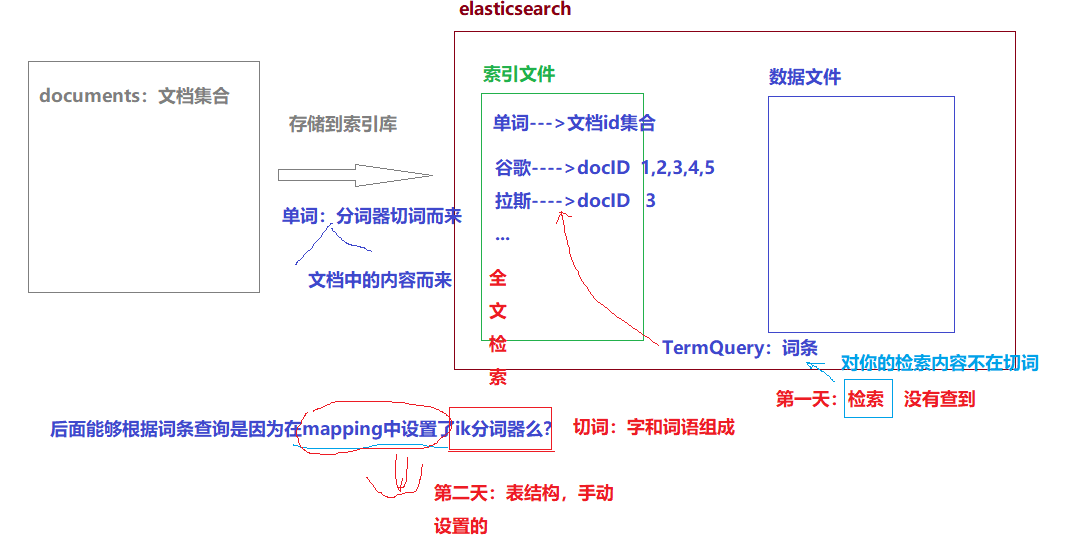 elasticsearch
documents：文档集合
存储到索引库
单词：分词器切词而来
文档中的内容而来
索引文件
单词--->文档id集合
谷歌---->docID 1,2,3,4,5
拉斯---->docID 3
...
全
文
检
索
数据文件
TermQuery：词条
对你的检索内容不在切词
第一天：检索 没有查到
后面能够根据词条查询是因为在mapping中设置了ik分词器么？
切词：字和词语组成
第二天：表结构，手动
设置的